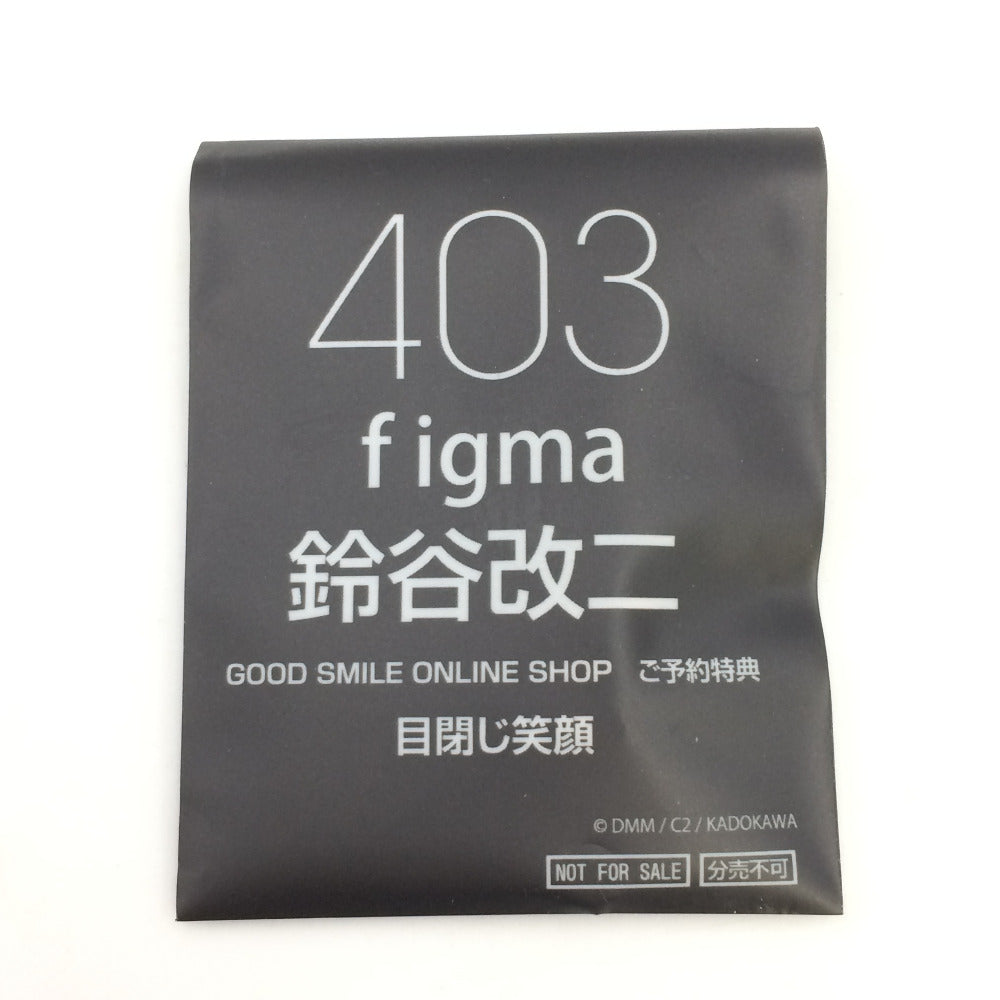 403
figma
鈴谷改二
GOOD SMILE ONLINE SHOP ご予約特典
目閉じ笑顔
© DMM / C2 / KADOKAWA
NOT FOR SALE 分売不可